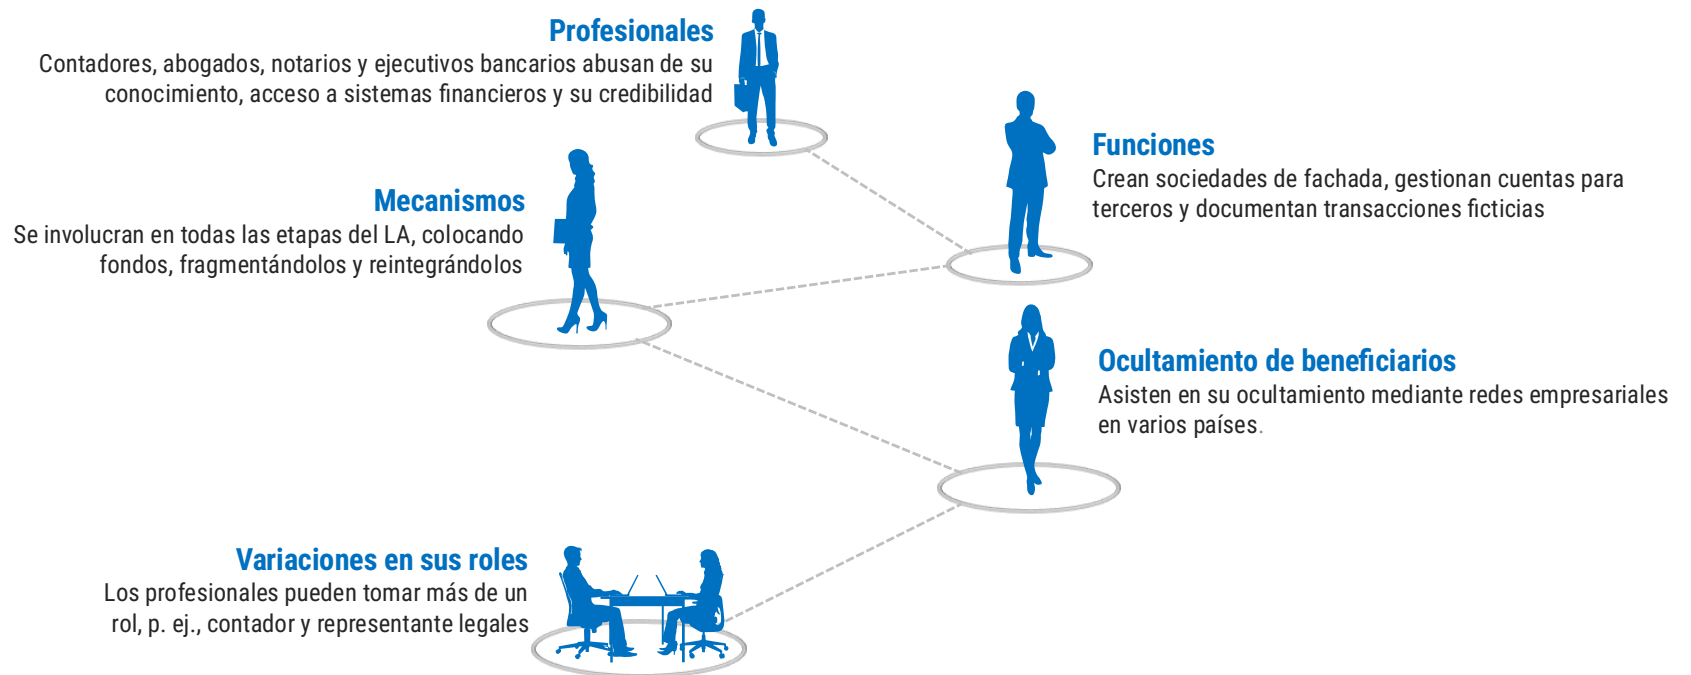 Profesionales
Contadores, abogados, notarios y ejecutivos bancarios abusan de su
conocimiento, acceso a sistemas financieros y su credibilidad
Funciones
Crean sociedades de fachada, gestionan cuentas para
terceros y documentan transacciones ficticias
Mecanismos
Se involucran en todas las etapas del LA, colocando
fondos, fragmentándolos y reintegrándolos
Ocultamiento de beneficiarios
Asisten en su ocultamiento mediante redes empresariales
en varios países.
Variaciones en sus roles
Los profesionales pueden tomar más de un
rol, p. ej., contador y representante legales